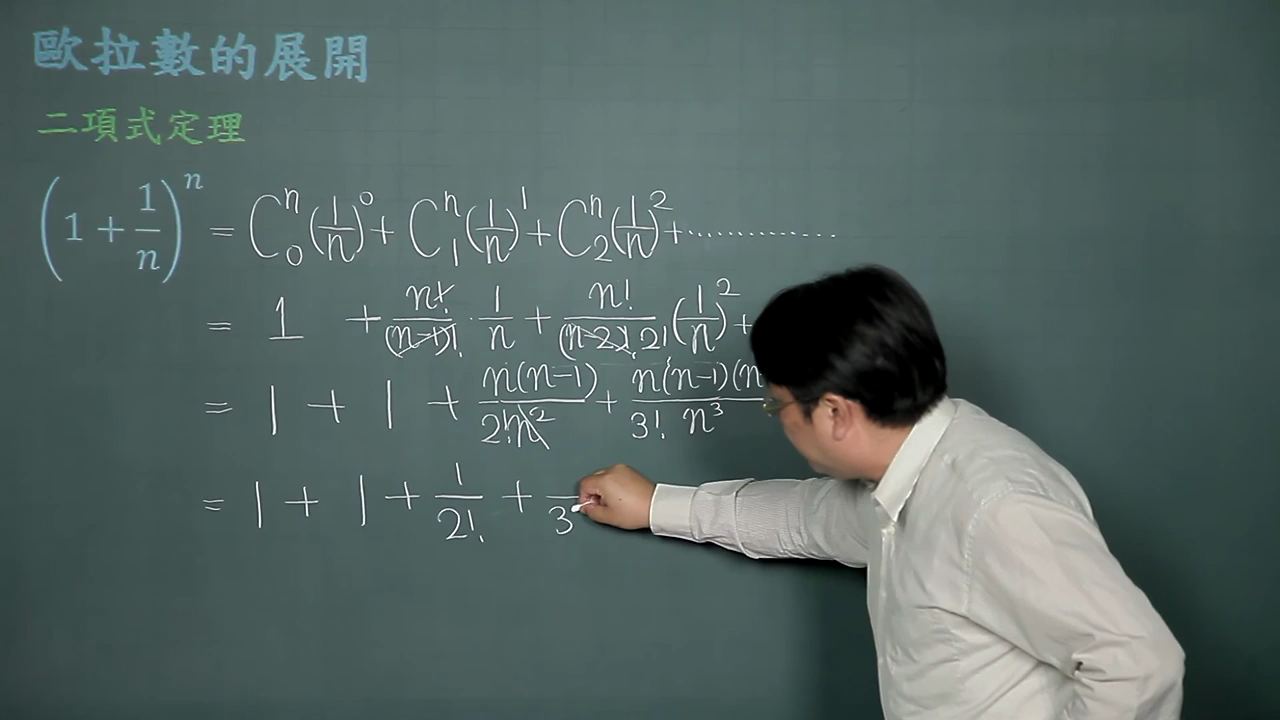 歐拉數的展開
二項式定理
(1 + 1/n)^n = C^n_0 (1/n)^0 + C^n_1 (1/n)^1 + C^n_2 (1/n)^2 + ............
= 1 + n!/(n-1)! · 1/n + n!/((n-2)! 2!) (1/n)^2 +
= 1 + 1 + n(n-1)/(2! n^2) + n(n-1)(n/(3! n^3)
= 1 + 1 + 1/2! + /3